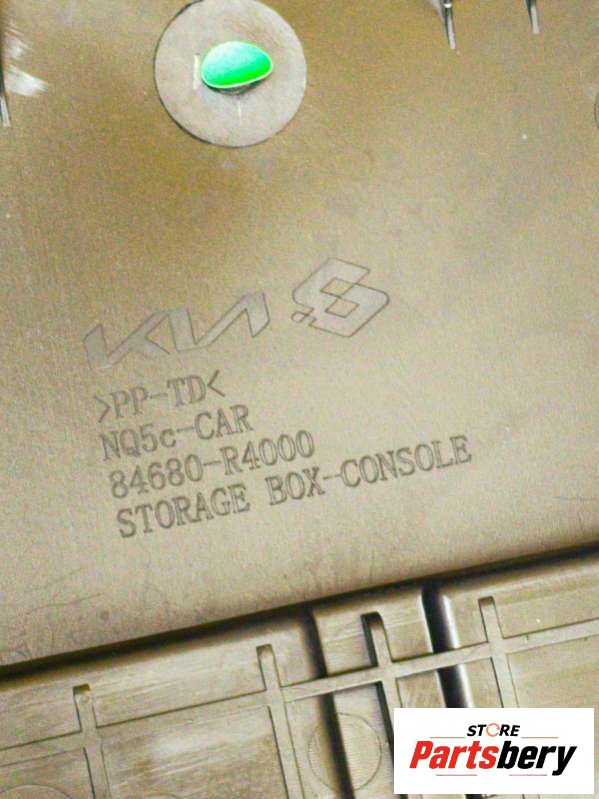 KIA
>PP-TD<
NQ5c-CAR
84680-R4000
STORAGE BOX-CONSOLE
STORE
Partsbery